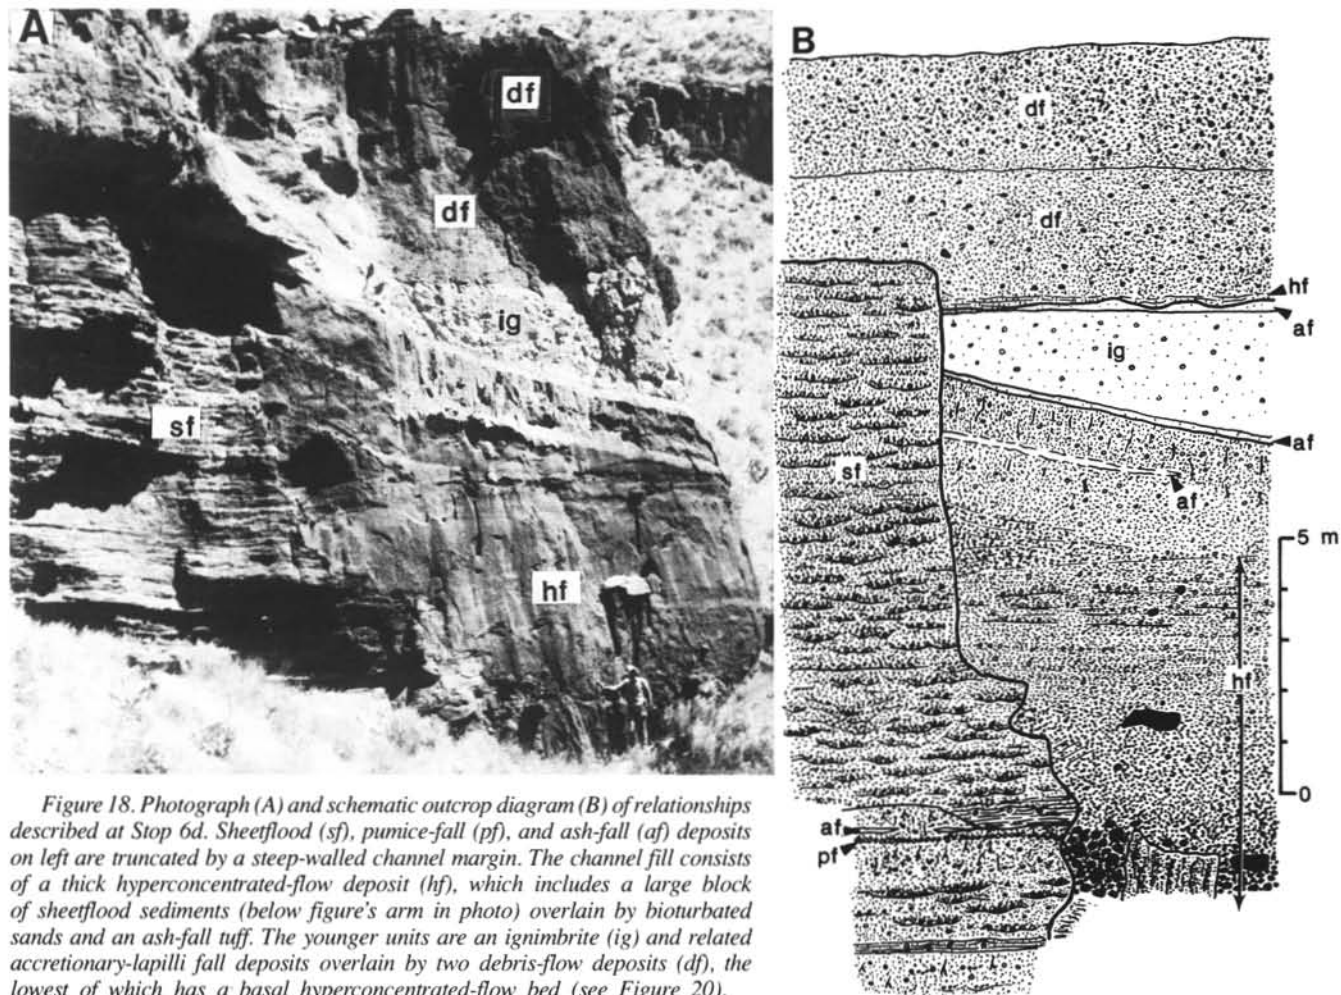 A
df
df
ig
sf
hf
B
df
df
hf
af
ig
af
af
sf
5 m
hf
0
af
pf
Figure 18. Photograph (A) and schematic outcrop diagram (B) of relationships
described at Stop 6d. Sheetflood (sf), pumice-fall (pf), and ash-fall (af) deposits
on left are truncated by a steep-walled channel margin. The channel fill consists
of a thick hyperconcentrated-flow deposit (hf), which includes a large block
of sheetflood sediments (below figure's arm in photo) overlain by bioturbated
sands and an ash-fall tuff. The younger units are an ignimbrite (ig) and related
accretionary-lapilli fall deposits overlain by two debris-flow deposits (df), the
lowest of which has a basal hyperconcentrated-flow bed (see Figure 20).